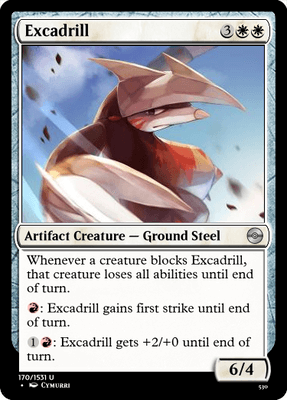 Excadrill 3
Artifact Creature — Ground Steel
Whenever a creature blocks Excadrill,
that creature loses all abilities until end
of turn.
: Excadrill gains first strike until end
of turn.
1 : Excadrill gets +2/+0 until end of
turn.
6/4
170/1531 U
• CYMURRI